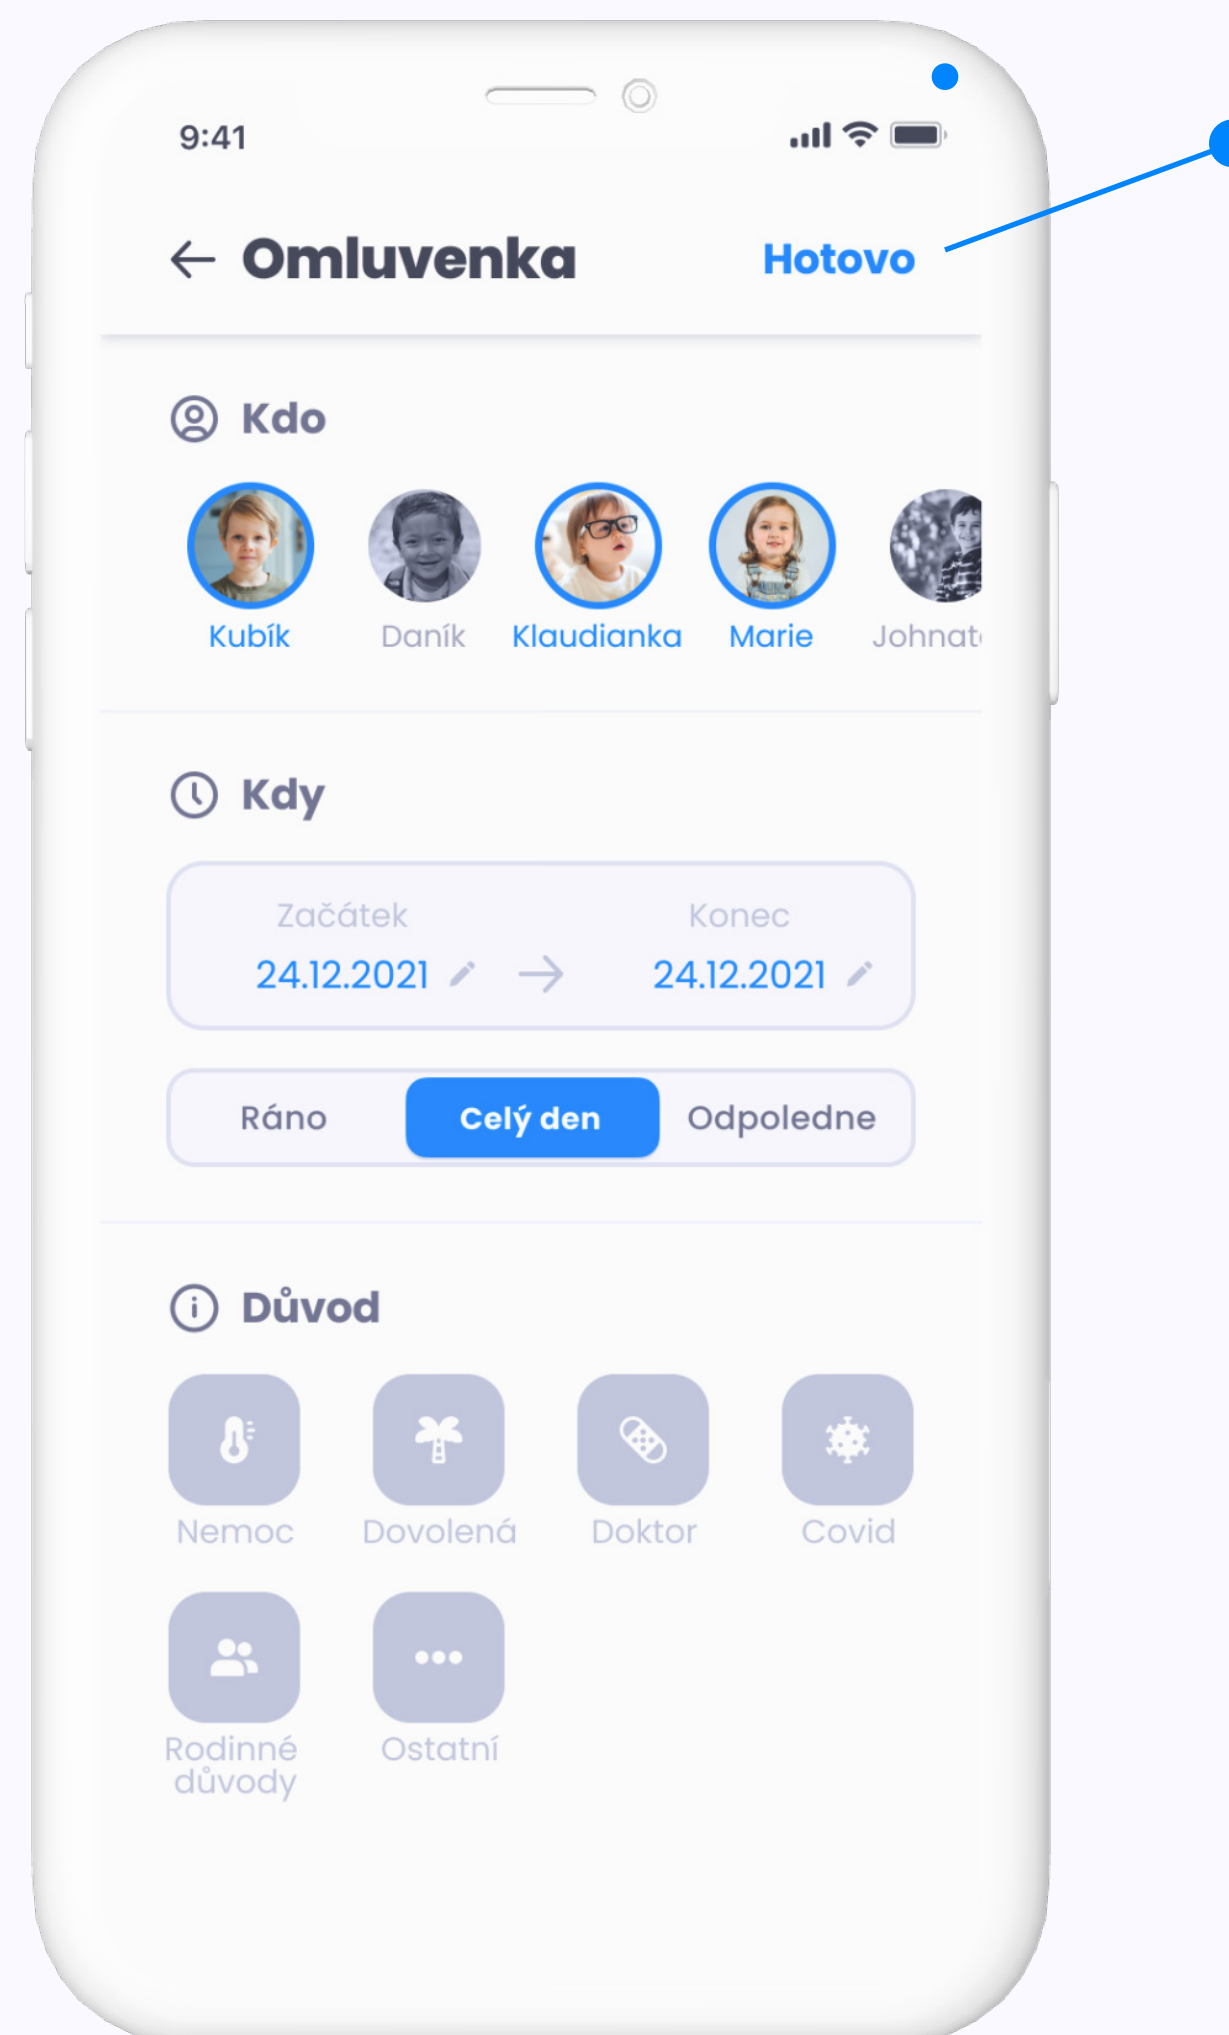 9:41
Omluvenka Hotovo
Kdo
Kubík Daník Klaudianka Marie Johnat
Kdy
Začátek Konec
24.12.2021 24.12.2021
Ráno Celý den Odpoledne
Důvod
Nemoc Dovolená Doktor Covid
Rodinné Ostatní
důvody